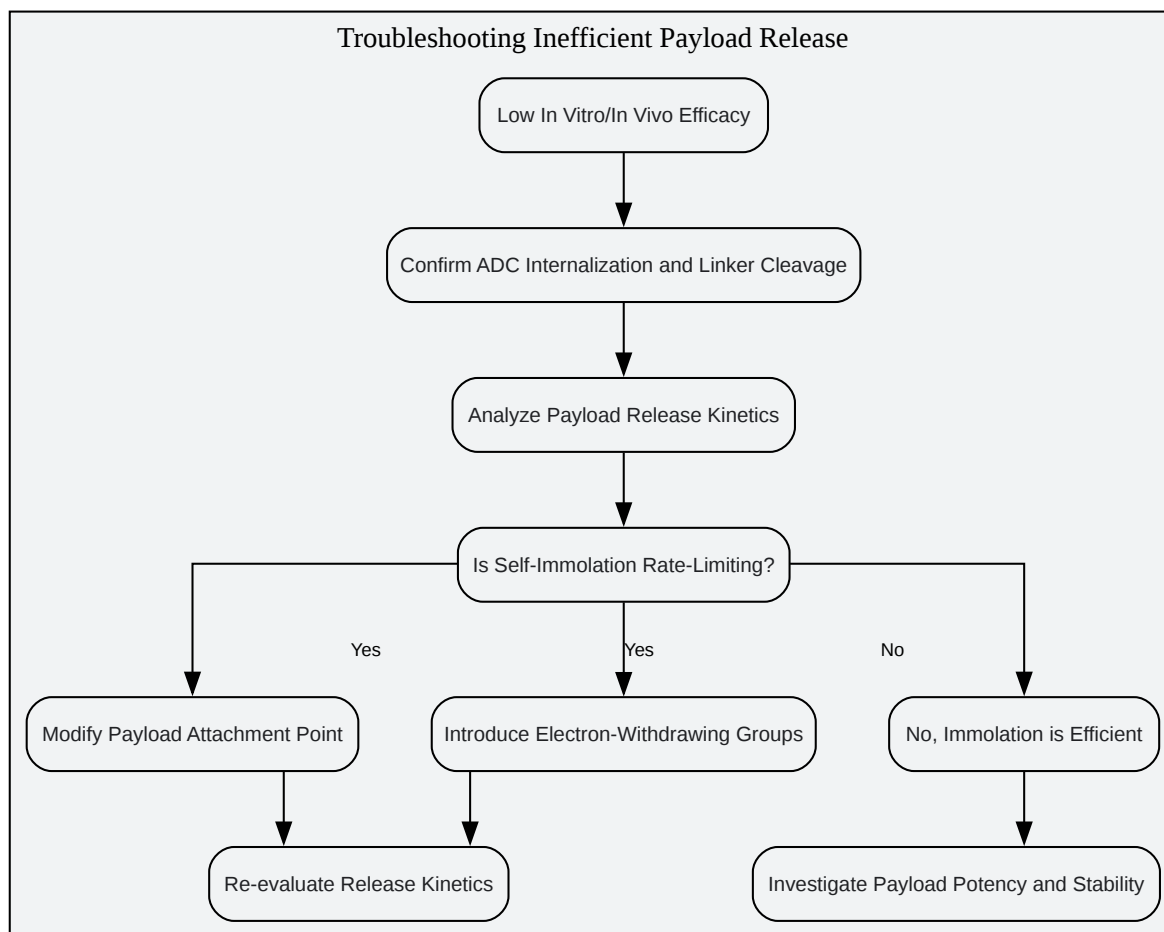 Troubleshooting Inefficient Payload Release
Low In Vitro/In Vivo Efficacy
Confirm ADC Internalization and Linker Cleavage
Analyze Payload Release Kinetics
Is Self-Immolation Rate-Limiting?
Yes
Yes
No
Modify Payload Attachment Point
Introduce Electron-Withdrawing Groups
No, Immolation is Efficient
Re-evaluate Release Kinetics
Investigate Payload Potency and Stability